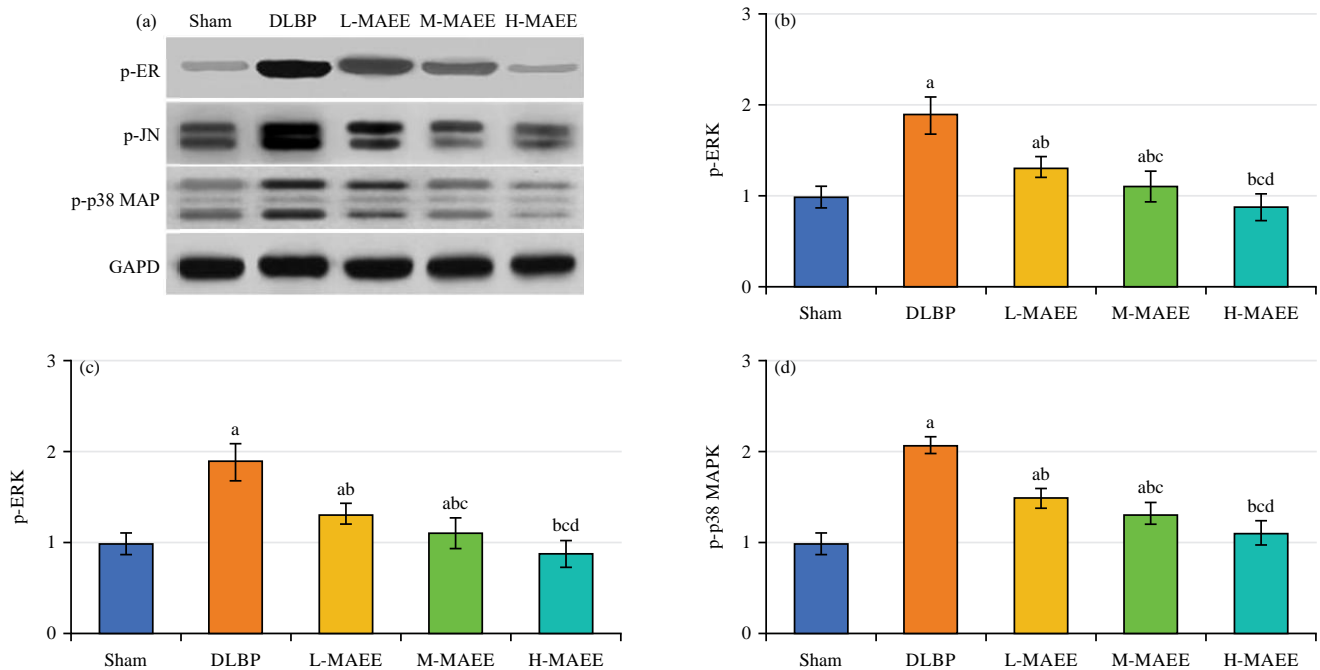 (a) Sham DLBP L-MAEE M-MAEE H-MAEE
p-ER
p-JN
p-p38 MAP
GAPD
(b)
p-ERK
3
2
1
0
a
ab
abc
bcd
Sham DLBP L-MAEE M-MAEE H-MAEE
(c)
p-ERK
3
2
1
0
a
ab
abc
bcd
Sham DLBP L-MAEE M-MAEE H-MAEE
(d)
p-p38 MAPK
3
2
1
0
a
ab
abc
bcd
Sham DLBP L-MAEE M-MAEE H-MAEE